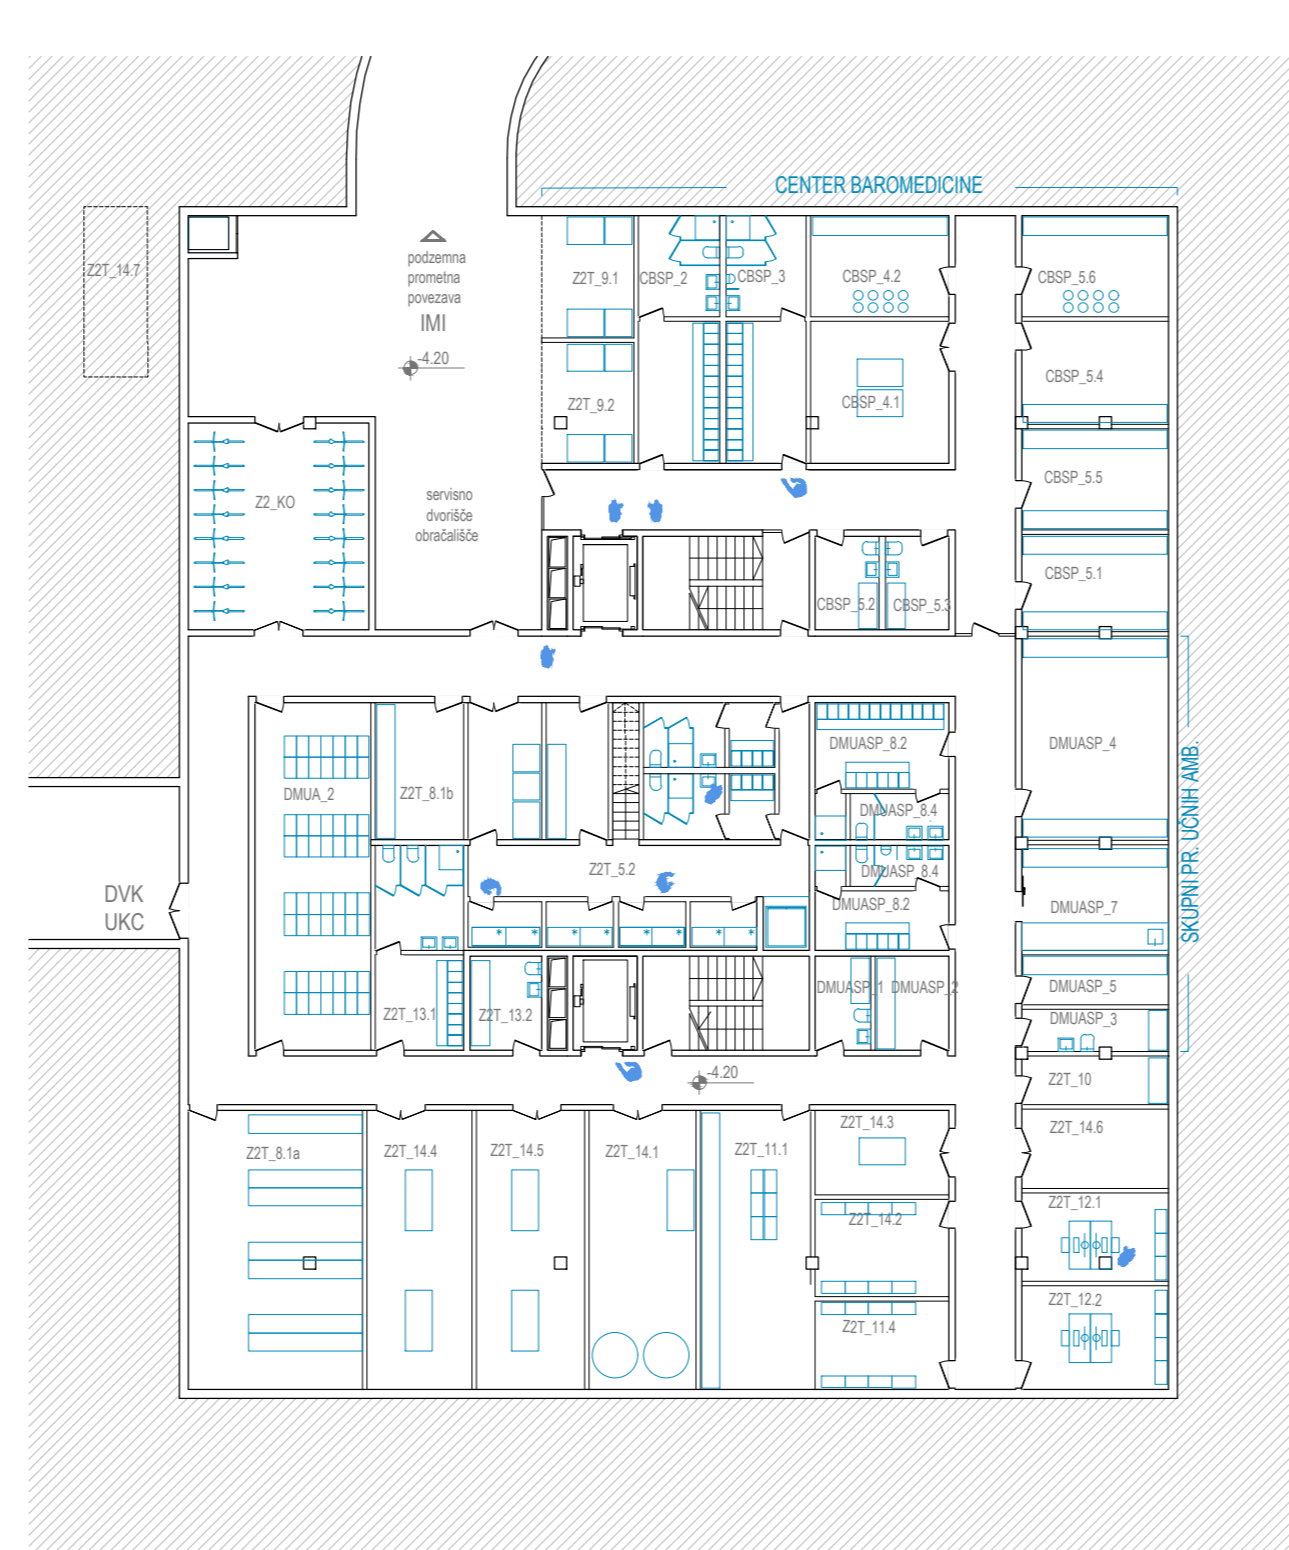 CENTER BAROMEDICINE
Z2T_14.7
podzemna
prometna
povezava
IMI
-4.20
Z2T_9.1
CBSP_2
CBSP_3
CBSP_4.2
CBSP_5.6
Z2T_9.2
CBSP_4.1
CBSP_5.4
Z2_KO
servisno
dvorišče
obračališče
CBSP_5.5
CBSP_5.2
CBSP_5.3
CBSP_5.1
DMUA_2
Z2T_8.1b
DMUASP_8.2
DMUASP_4
SKUPNI PR. UČNIH AMB.
DMUASP_8.4
Z2T_5.2
DMUASP_8.4
DVK
UKC
DMUASP_8.2
DMUASP_7
Z2T_13.1
Z2T_13.2
DMUASP_1
DMUASP_2
DMUASP_5
DMUASP_3
-4.20
Z2T_10
Z2T_8.1a
Z2T_14.4
Z2T_14.5
Z2T_14.1
Z2T_11.1
Z2T_14.3
Z2T_14.6
Z2T_14.2
Z2T_12.1
Z2T_11.4
Z2T_12.2